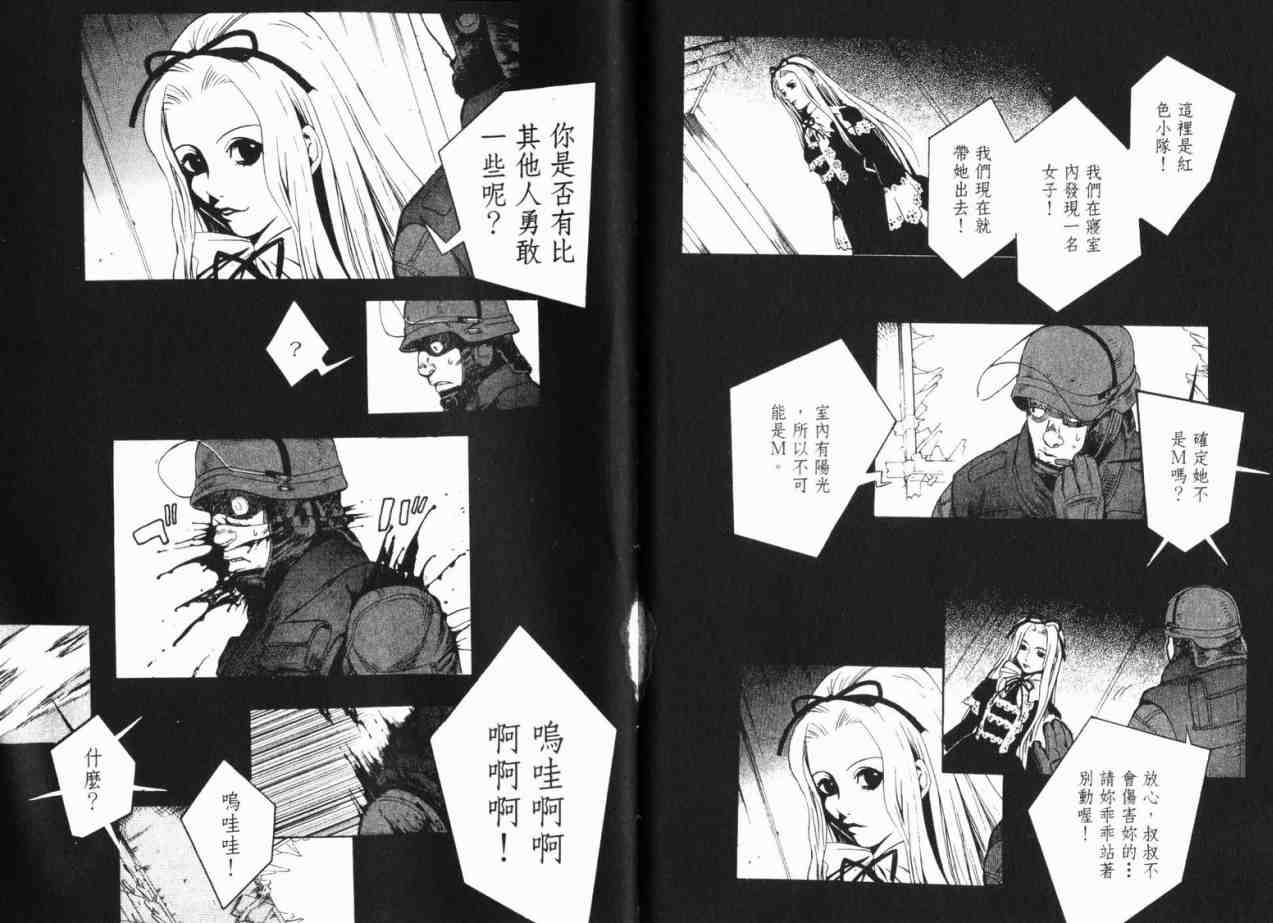 這裡是紅
色小隊！
我們在寢室
內發現一名
女子！
我們現在就
帶她出去！
確定她不
是M嗎？
室內有陽光
，所以不可
能是M。
放心，叔叔不
會傷害妳的…
請妳乖乖站著
別動喔！
你是否有比
其他人勇敢
一些呢？
？
嗚哇啊啊
啊啊啊！
嗚哇哇！
什麼？